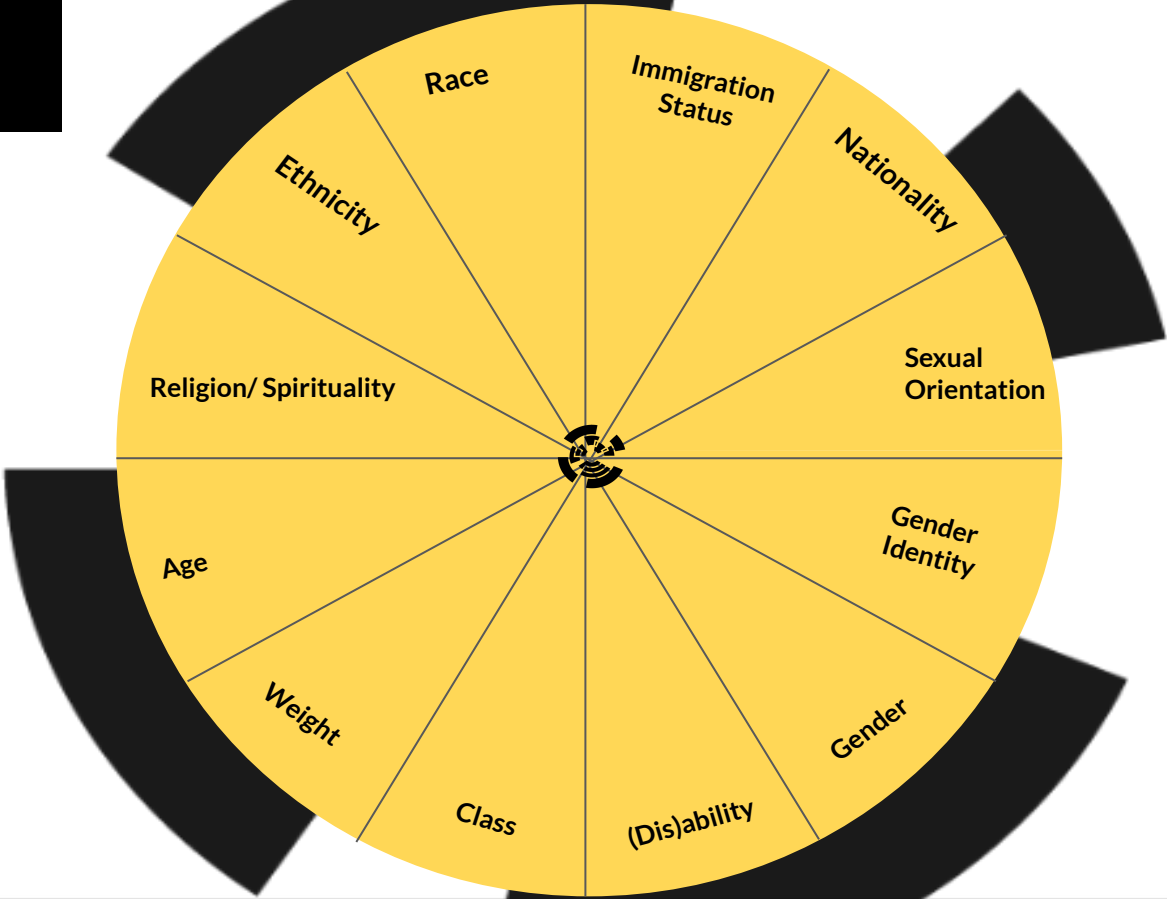 Race
Immigration
Status
Nationality
Ethnicity
Sexual
Orientation
Religion/ Spirituality
Gender
Identity
Age
Weight
Gender
Class
(Dis)ability